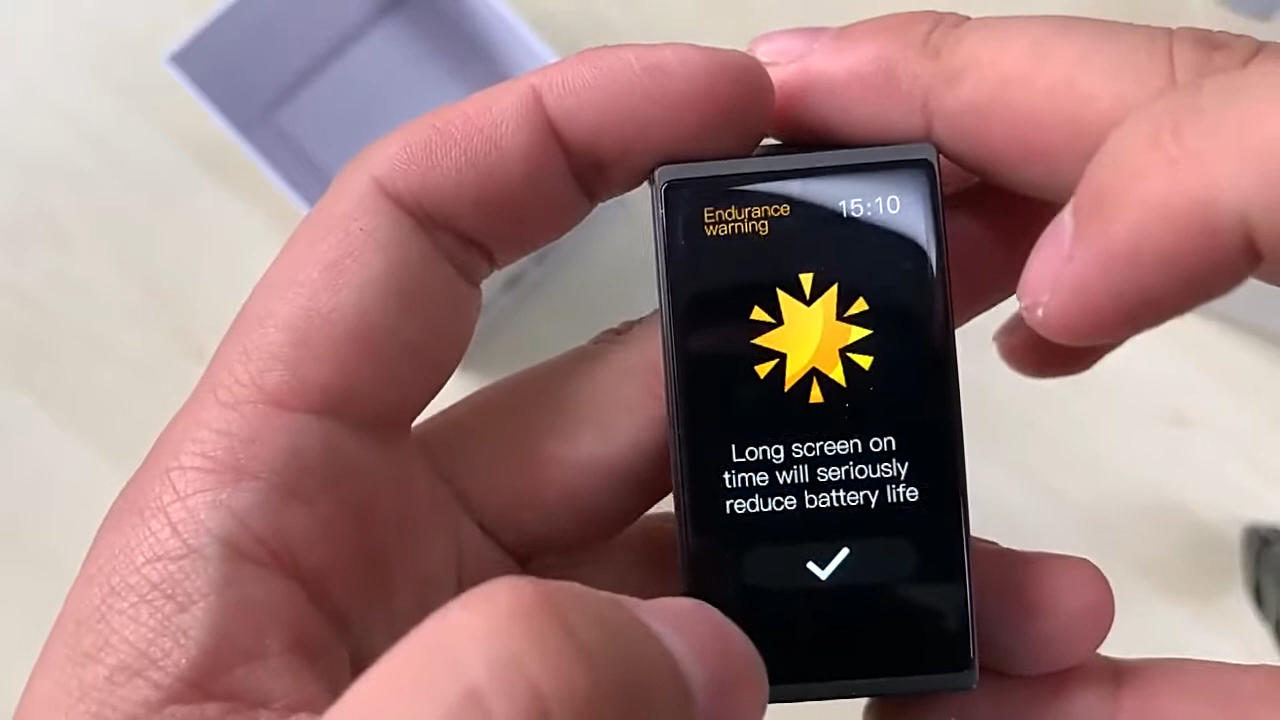 Endurance
warning
15:10
Long screen on
time will seriously
reduce battery life